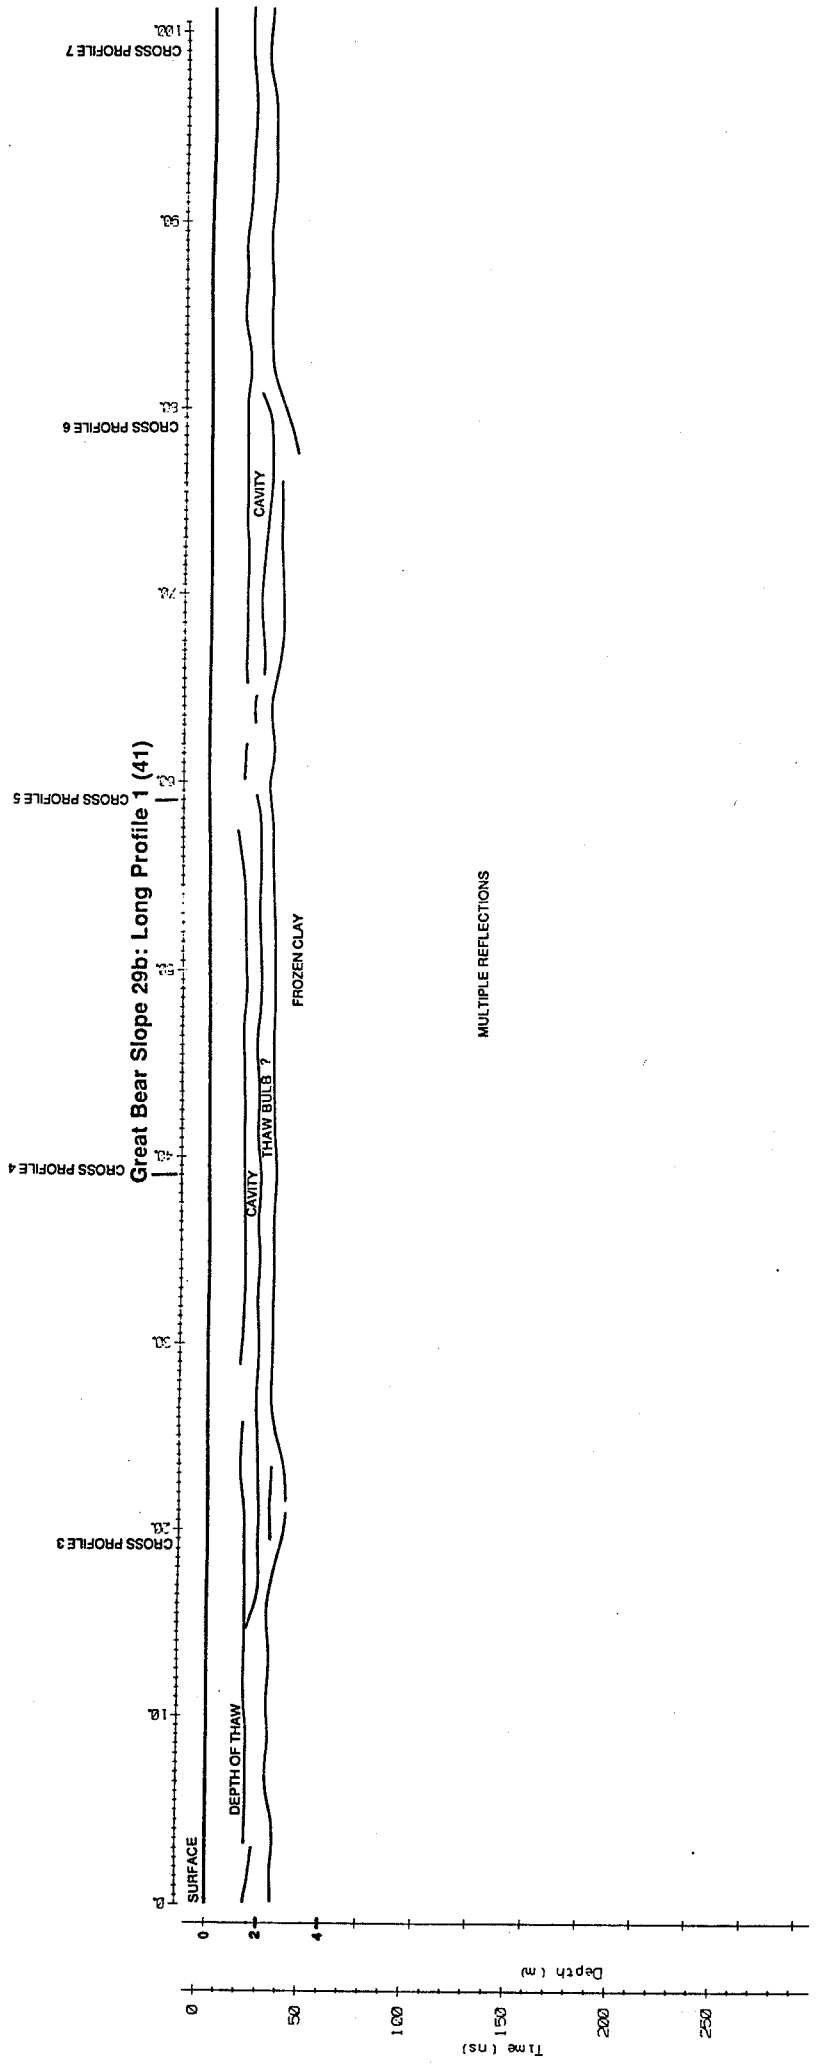 Great Bear Slope 29b: Long Profile 1 (41)
CROSS PROFILE 3
CROSS PROFILE 4
CROSS PROFILE 5
CROSS PROFILE 6
CROSS PROFILE 7
0. 10. 20. 30. 40. 50. 60. 70. 80. 90. 100.
SURFACE
DEPTH OF THAW
CAVITY
THAW BULB ?
CAVITY
FROZEN CLAY
MULTIPLE REFLECTIONS
0
2
4
Depth (m)
0
50
100
150
200
250
Time (ns)